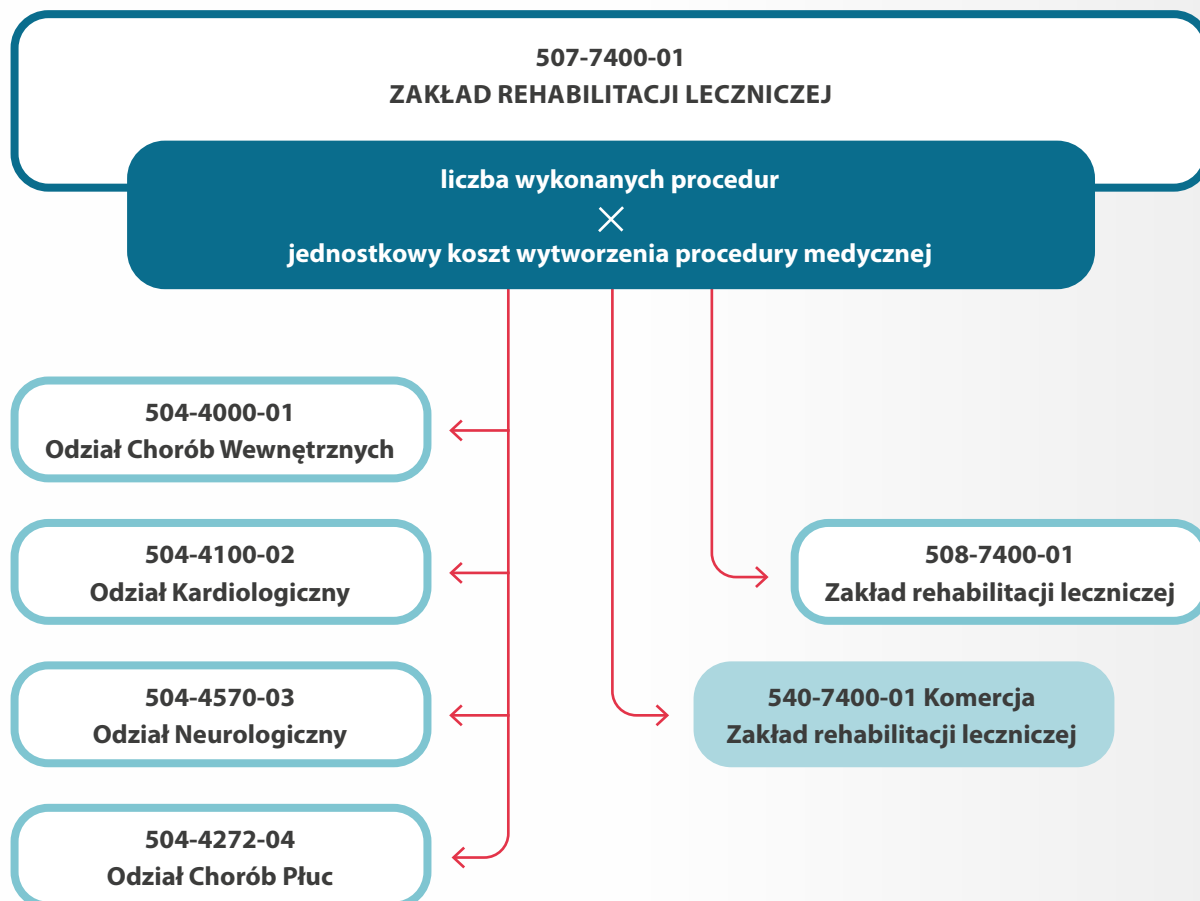 507-7400-01
ZAKŁAD REHABILITACJI LECZNICZEJ
liczba wykonanych procedur
×
jednostkowy koszt wytworzenia procedury medycznej
504-4000-01
Odział Chorób Wewnętrznych
504-4100-02
Odział Kardiologiczny
508-7400-01
Zakład rehabilitacji leczniczej
504-4570-03
Odział Neurologiczny
540-7400-01 Komercja
Zakład rehabilitacji leczniczej
504-4272-04
Odział Chorób Płuc